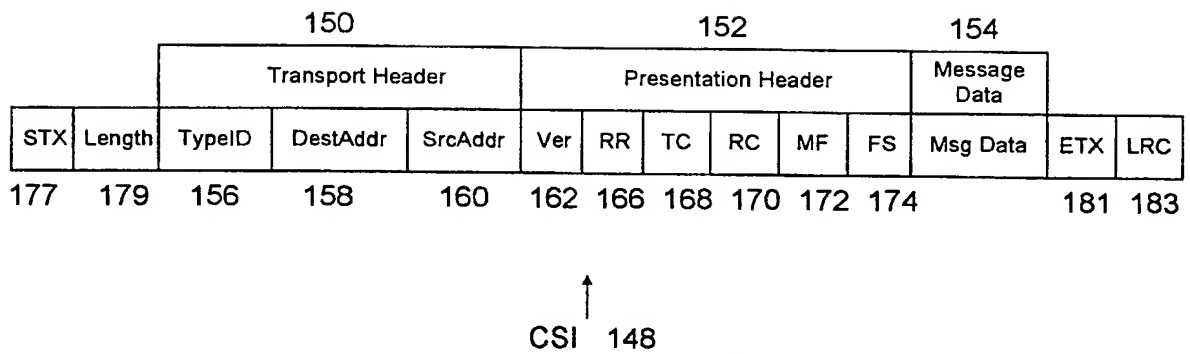 150 152 154
Transport Header Presentation Header Message Data
STX Length TypeID DestAddr SrcAddr Ver RR TC RC MF FS Msg Data ETX LRC
177 179 156 158 160 162 166 168 170 172 174 181 183
CSI 148